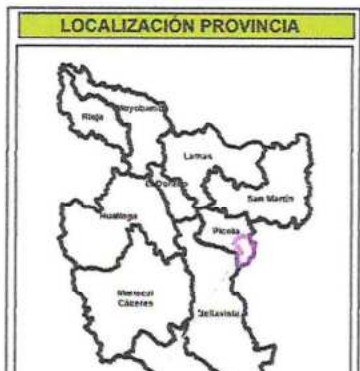 LOCALIZACIÓN PROVINCIA
Moyobamba
Rioja
Lamas
El Dorado
San Martín
Huallaga
Picota
Mariscal
Cáceres
Bellavista